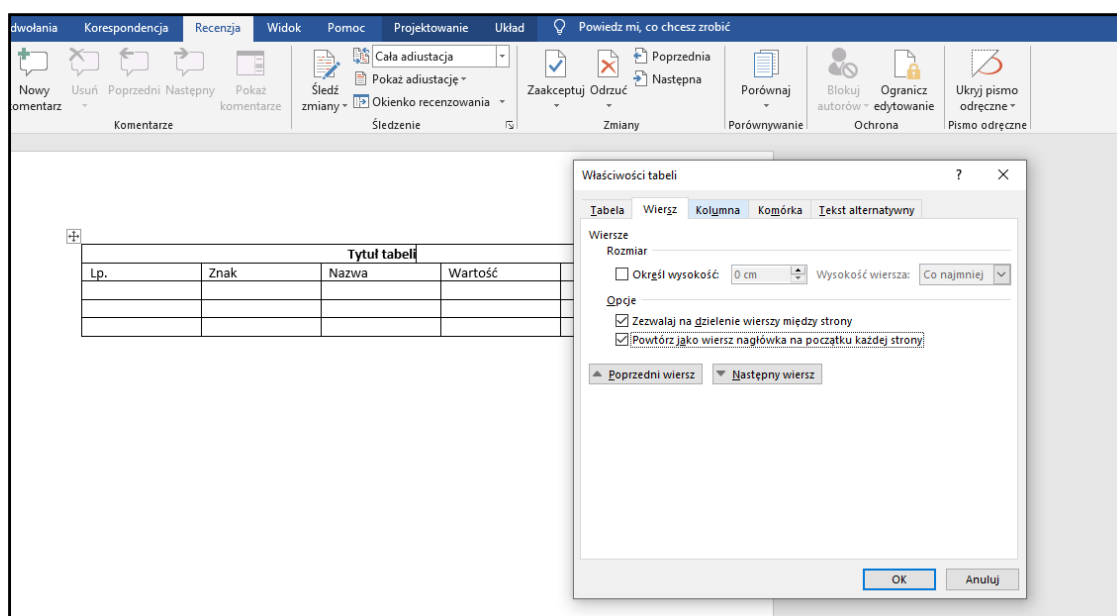 dwołania Korespondencja Recenzja Widok Pomoc Projektowanie Układ Powiedz mi, co chcesz zrobić
Nowy
omentarz
Usuń Poprzedni Następny Pokaż
komentarze
Komentarze
Śledź
zmiany
Cała adiustacja
Pokaż adiustację
Okienko recenzowania
Śledzenie
Zaakceptuj Odrzuć
Poprzednia
Następna
Zmiany
Porównaj
Porównywanie
Blokuj
autorów
Ogranicz
edytowanie
Ochrona
Ukryj pismo
odręczne
Pismo odręczne
Tytuł tabeli
Lp. Znak Nazwa Wartość
Właściwości tabeli ?
Tabela Wiersz Kolumna Komórka Tekst alternatywny
Wiersze
Rozmiar
Określ wysokość: 0 cm Wysokość wiersza: Co najmniej
Opcje
Zezwalaj na dzielenie wierszy między strony
Powtórz jako wiersz nagłówka na początku każdej strony
Poprzedni wiersz Następny wiersz
OK Anuluj